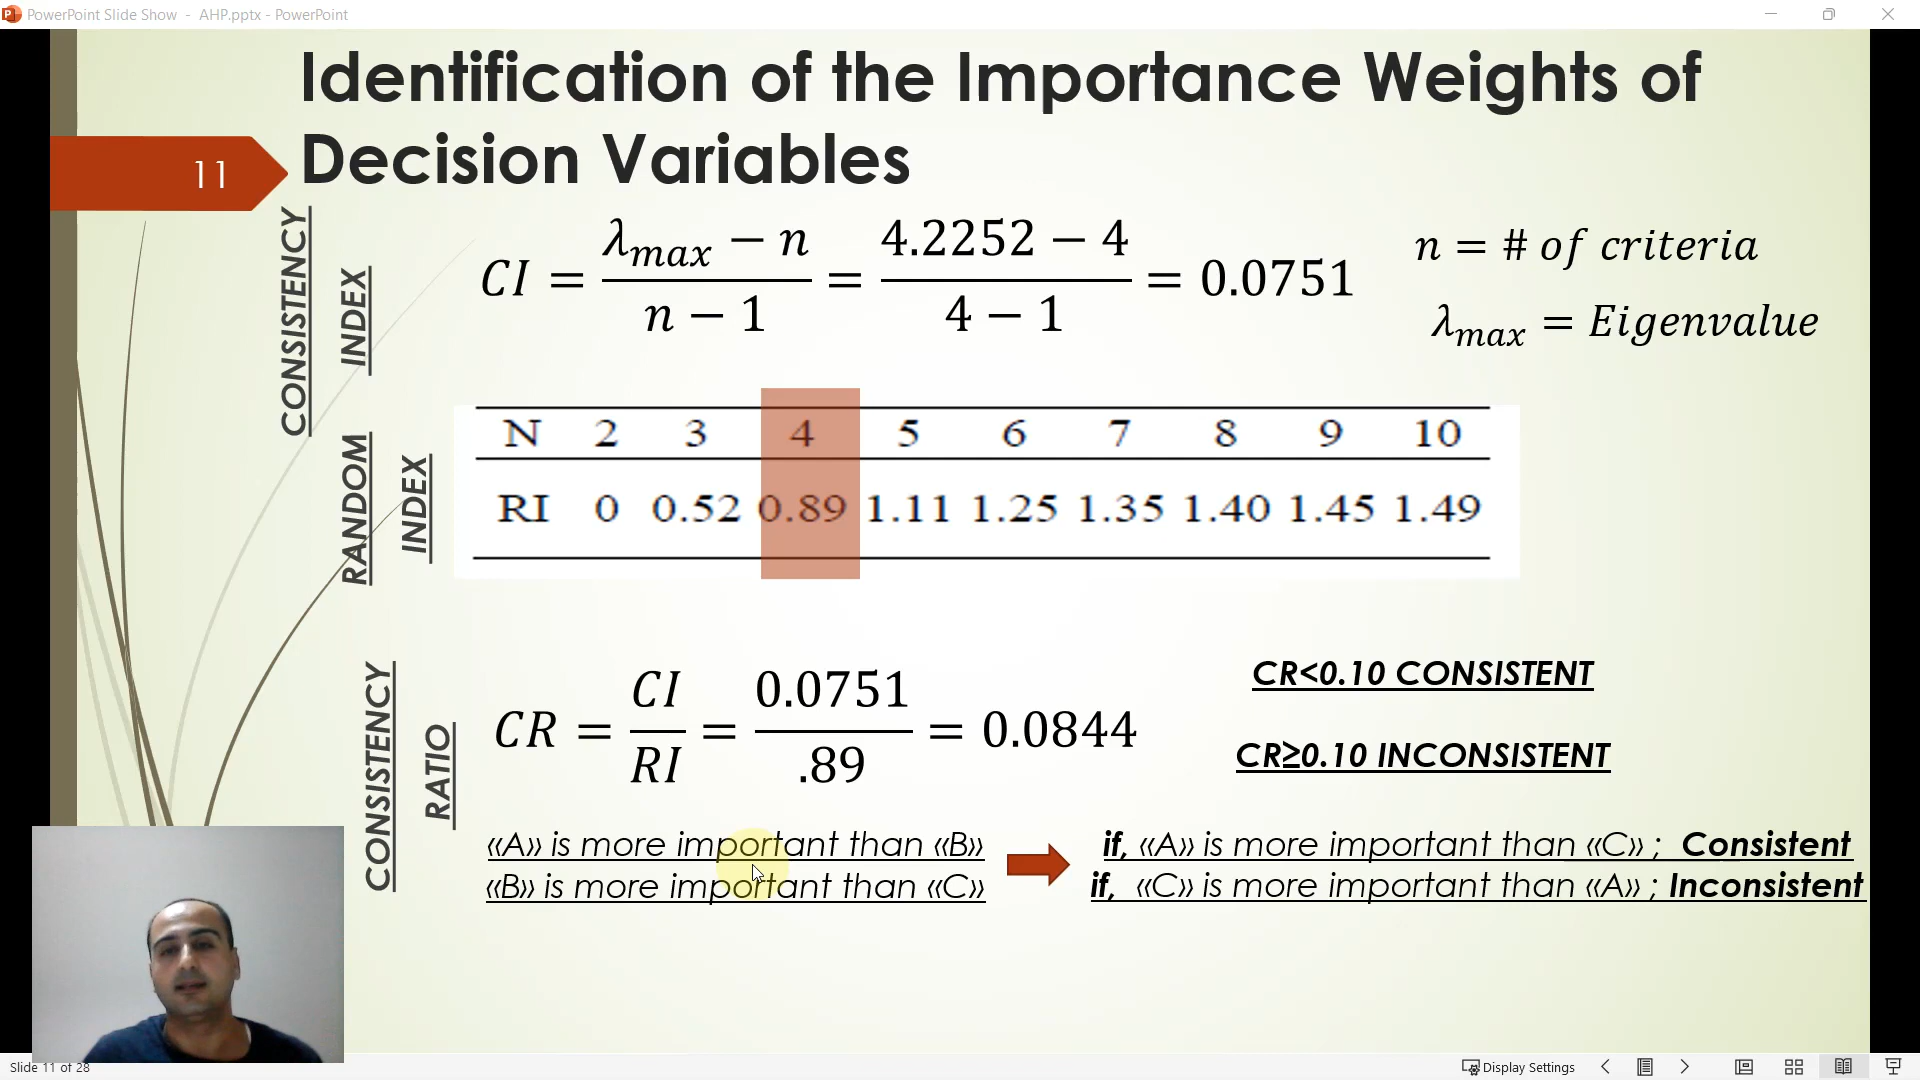 PowerPoint Slide Show - AHP.pptx - PowerPoint
Identification of the Importance Weights of
Decision Variables
11
CONSISTENCY
INDEX
CI = (λmax − n)/(n − 1) = (4.2252 − 4)/(4 − 1) = 0.0751
n = # of criteria
λmax = Eigenvalue
RANDOM
INDEX
N 2 3 4 5 6 7 8 9 10
RI 0 0.52 0.89 1.11 1.25 1.35 1.40 1.45 1.49
CONSISTENCY
RATIO
CR = CI/RI = 0.0751/.89 = 0.0844
CR<0.10 CONSISTENT
CR≥0.10 INCONSISTENT
«A» is more important than «B»
«B» is more important than «C»
if, «A» is more important than «C» ; Consistent
if, «C» is more important than «A» ; Inconsistent
Slide 11 of 28
Display Settings